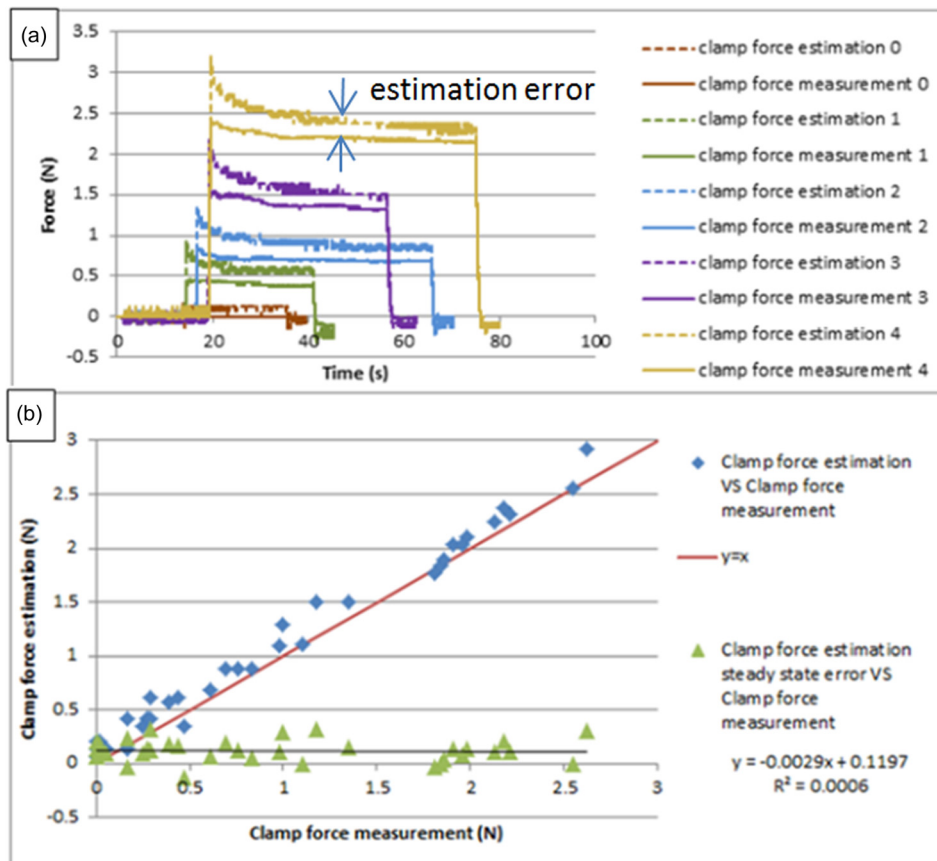 (a)
3.5
3
2.5
2
1.5
1
0.5
0
-0.5
Force (N)
estimation error
0
20
40
60
80
100
Time (s)
clamp force estimation 0
clamp force measurement 0
clamp force estimation 1
clamp force measurement 1
clamp force estimation 2
clamp force measurement 2
clamp force estimation 3
clamp force measurement 3
clamp force estimation 4
clamp force measurement 4
(b)
3
2.5
2
1.5
1
0.5
0
-0.5
Clamp force estimation (N)
0
0.5
1
1.5
2
2.5
3
Clamp force measurement (N)
Clamp force estimation
VS Clamp force
measurement
y=x
Clamp force estimation
steady state error VS
Clamp force
measurement
y = -0.0029x + 0.1197
R² = 0.0006